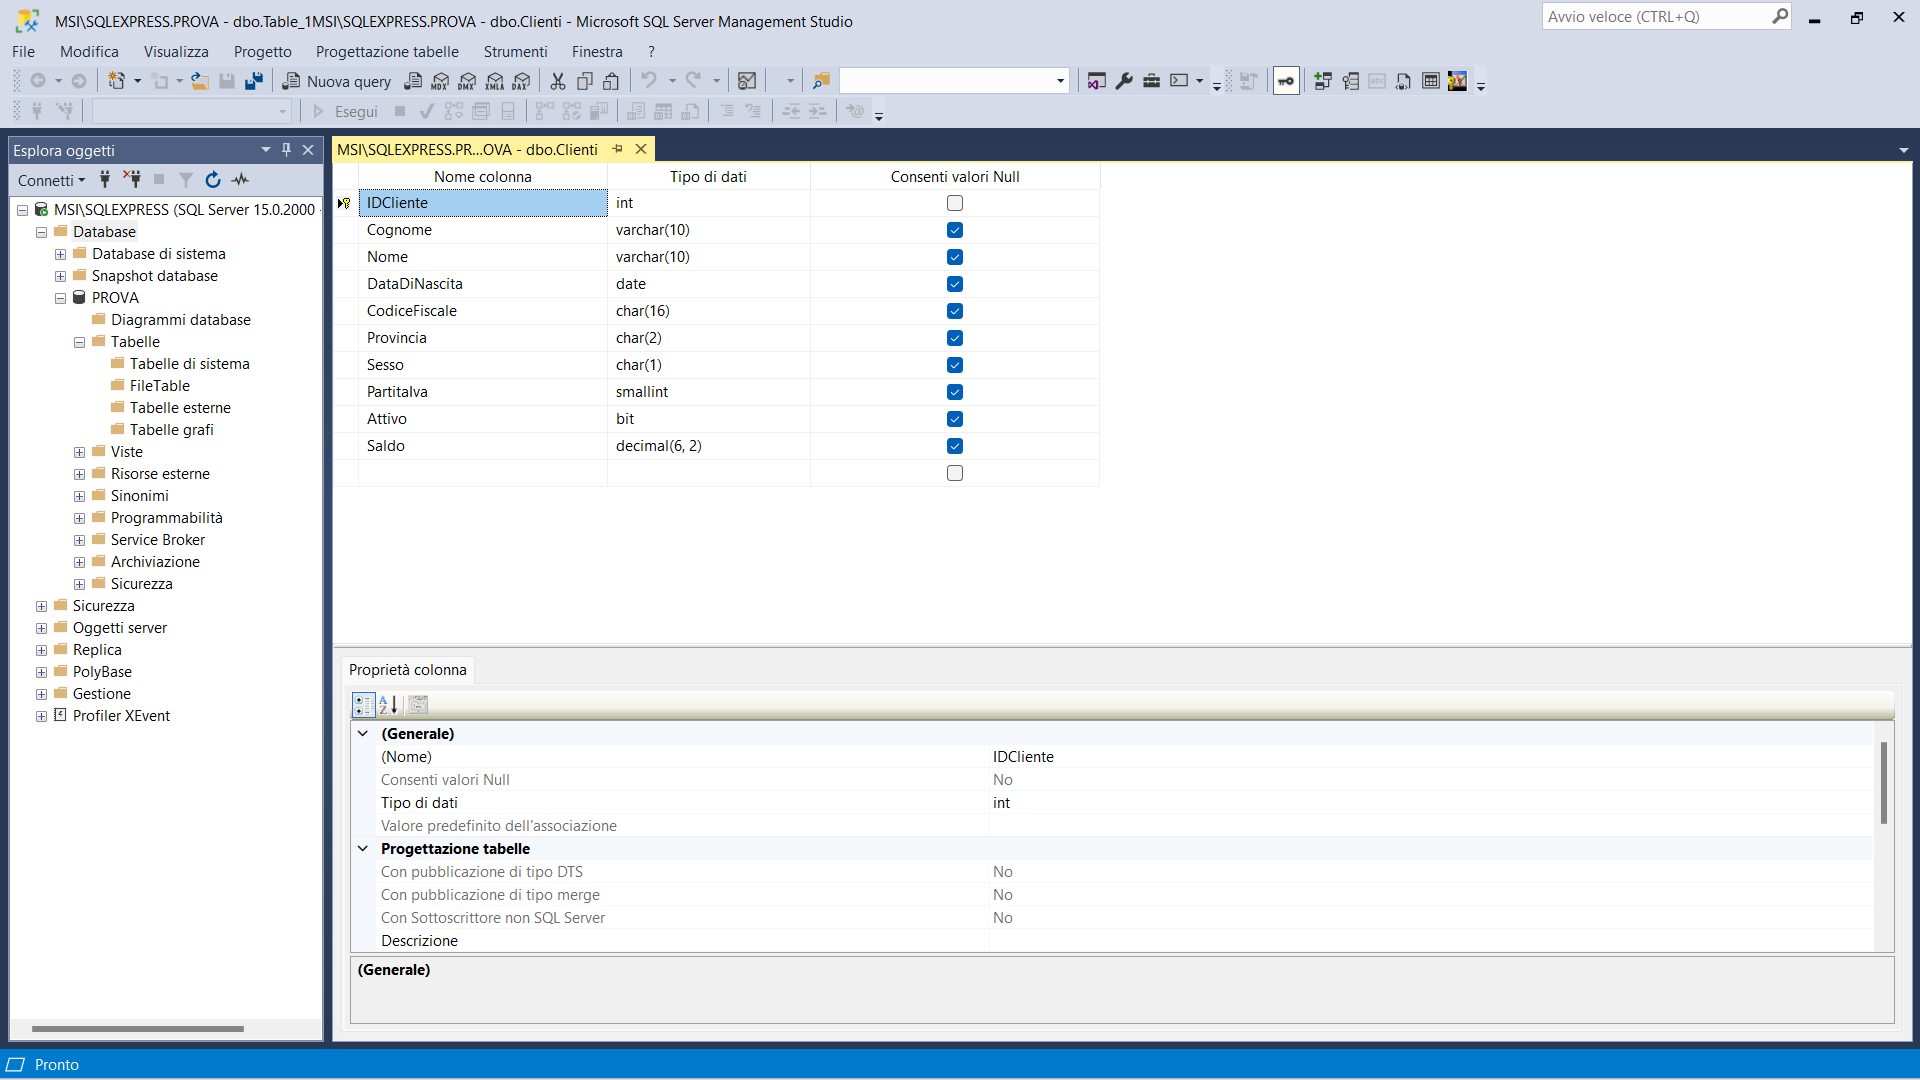 MSI\SQLEXPRESS.PROVA - dbo.Table_1MSI\SQLEXPRESS.PROVA - dbo.Clienti - Microsoft SQL Server Management Studio
Avvio veloce (CTRL+Q)
File Modifica Visualizza Progetto Progettazione tabelle Strumenti Finestra ?
Nuova query MDX DMX XMLA DAX
Esegui
Esplora oggetti
MSI\SQLEXPRESS.PR...OVA - dbo.Clienti
Connetti
MSI\SQLEXPRESS (SQL Server 15.0.2000 -
Database
Database di sistema
Snapshot database
PROVA
Diagrammi database
Tabelle
Tabelle di sistema
FileTable
Tabelle esterne
Tabelle grafi
Viste
Risorse esterne
Sinonimi
Programmabilità
Service Broker
Archiviazione
Sicurezza
Sicurezza
Oggetti server
Replica
PolyBase
Gestione
Profiler XEvent
Nome colonna Tipo di dati Consenti valori Null
IDCliente int
Cognome varchar(10)
Nome varchar(10)
DataDiNascita date
CodiceFiscale char(16)
Provincia char(2)
Sesso char(1)
PartitaIva smallint
Attivo bit
Saldo decimal(6, 2)
Proprietà colonna
(Generale)
(Nome) IDCliente
Consenti valori Null No
Tipo di dati int
Valore predefinito dell'associazione
Progettazione tabelle
Con pubblicazione di tipo DTS No
Con pubblicazione di tipo merge No
Con Sottoscrittore non SQL Server No
Descrizione
(Generale)
Pronto